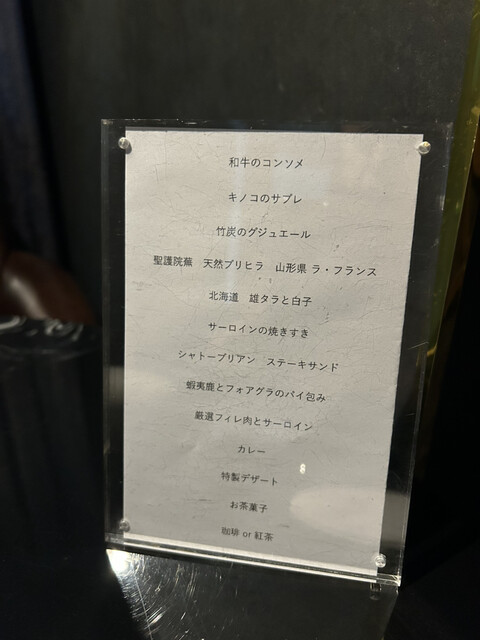 和牛のコンソメ
キノコのサブレ
竹炭のグジュエール
聖護院蕪　天然ブリヒラ　山形県 ラ・フランス
北海道　雄タラと白子
サーロインの焼きすき
シャトーブリアン　ステーキサンド
蝦夷鹿とフォアグラのパイ包み
厳選フィレ肉とサーロイン
カレー
特製デザート
お茶菓子
珈琲 or 紅茶